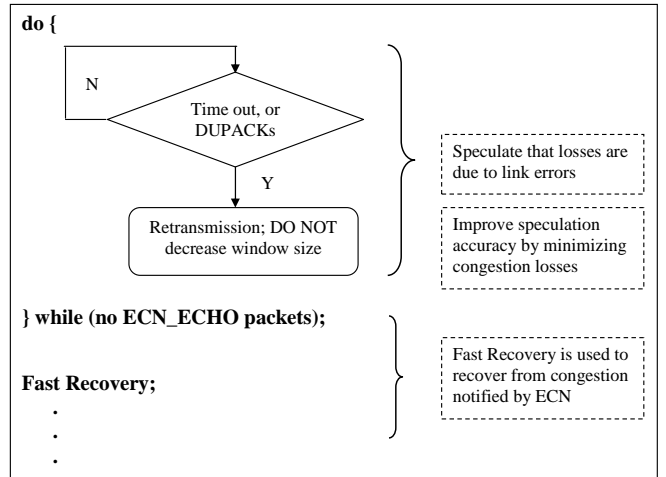 do {
N
Time out, or
DUPACKs
Y
Retransmission; DO NOT
decrease window size
Speculate that losses are
due to link errors
Improve speculation
accuracy by minimizing
congestion losses
} while (no ECN_ECHO packets);
Fast Recovery;
.
.
.
Fast Recovery is used to
recover from congestion
notified by ECN